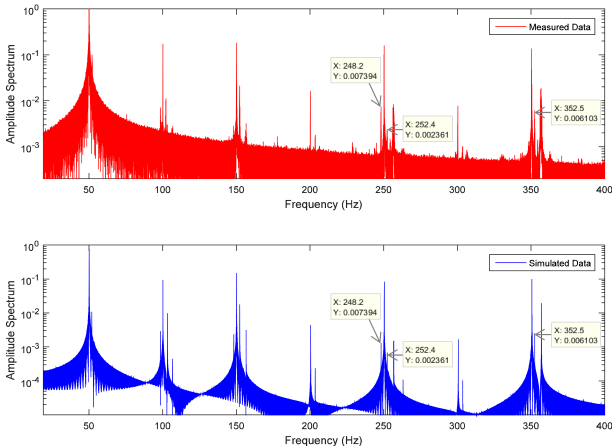 10^0
10^-1
10^-2
10^-3
Amplitude Spectrum
Measured Data
X: 248.2
Y: 0.007394
X: 252.4
Y: 0.002361
X: 352.5
Y: 0.006103
50 100 150 200 250 300 350 400
Frequency (Hz)
10^0
10^-1
10^-2
10^-3
10^-4
Amplitude Spectrum
Simulated Data
X: 248.2
Y: 0.007394
X: 252.4
Y: 0.002361
X: 352.5
Y: 0.006103
50 100 150 200 250 300 350 400
Frequency (Hz)